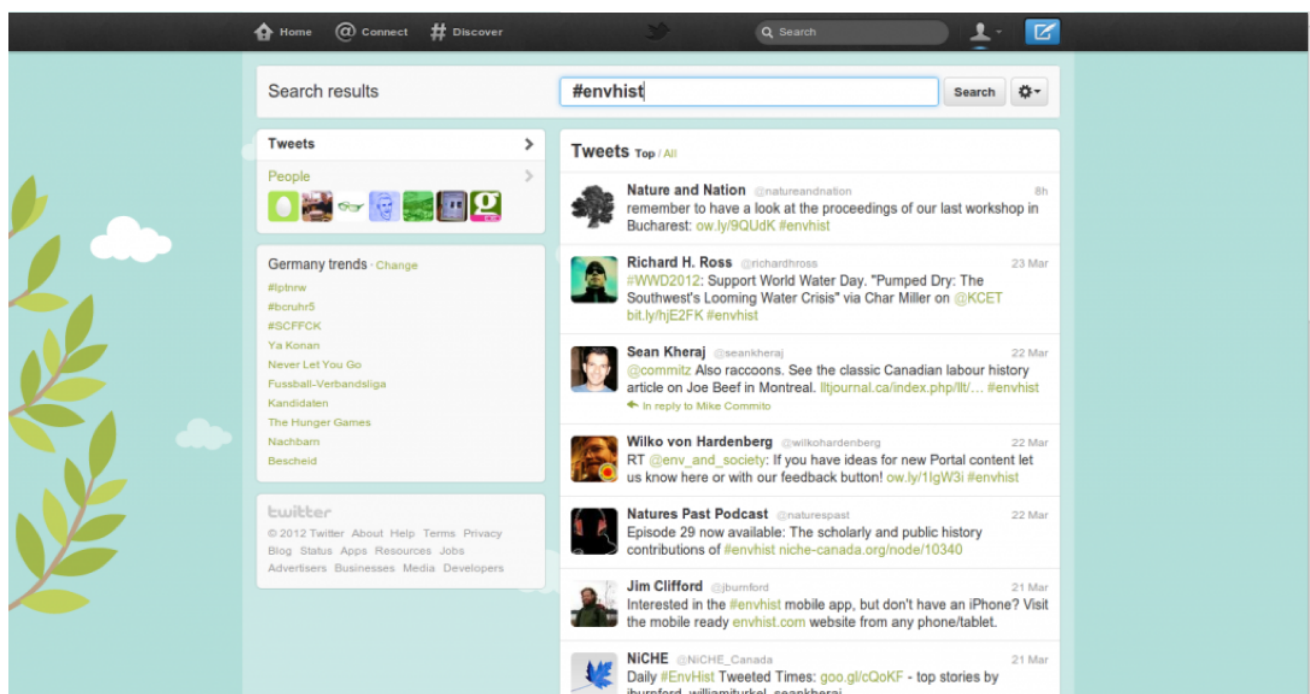 Home @ Connect # Discover
Search
Search results
#envhist
Search
Tweets
People
Germany trends · Change
#lptnrw
#bcruhr5
#SCFFCK
Ya Konan
Never Let You Go
Fussball-Verbandsliga
Kandidaten
The Hunger Games
Nachbarn
Bescheid
twitter
© 2012 Twitter About Help Terms Privacy
Blog Status Apps Resources Jobs
Advertisers Businesses Media Developers
Tweets Top / All
Nature and Nation @natureandnation 8h
remember to have a look at the proceedings of our last workshop in
Bucharest: ow.ly/9QUdK #envhist
Richard H. Ross @richardhross 23 Mar
#WWD2012: Support World Water Day. "Pumped Dry: The
Southwest's Looming Water Crisis" via Char Miller on @KCET
bit.ly/hjE2FK #envhist
Sean Kheraj @seankheraj 22 Mar
@commitz Also raccoons. See the classic Canadian labour history
article on Joe Beef in Montreal. lltjournal.ca/index.php/llt/… #envhist
In reply to Mike Commito
Wilko von Hardenberg @wilkohardenberg 22 Mar
RT @env_and_society: If you have ideas for new Portal content let
us know here or with our feedback button! ow.ly/1IgW3i #envhist
Natures Past Podcast @naturespast 22 Mar
Episode 29 now available: The scholarly and public history
contributions of #envhist niche-canada.org/node/10340
Jim Clifford @jburnford 21 Mar
Interested in the #envhist mobile app, but don't have an iPhone? Visit
the mobile ready envhist.com website from any phone/tablet.
NiCHE @NiCHE_Canada 21 Mar
Daily #EnvHist Tweeted Times: goo.gl/cQoKF - top stories by
jburnford, williamjturkel, seankheraj